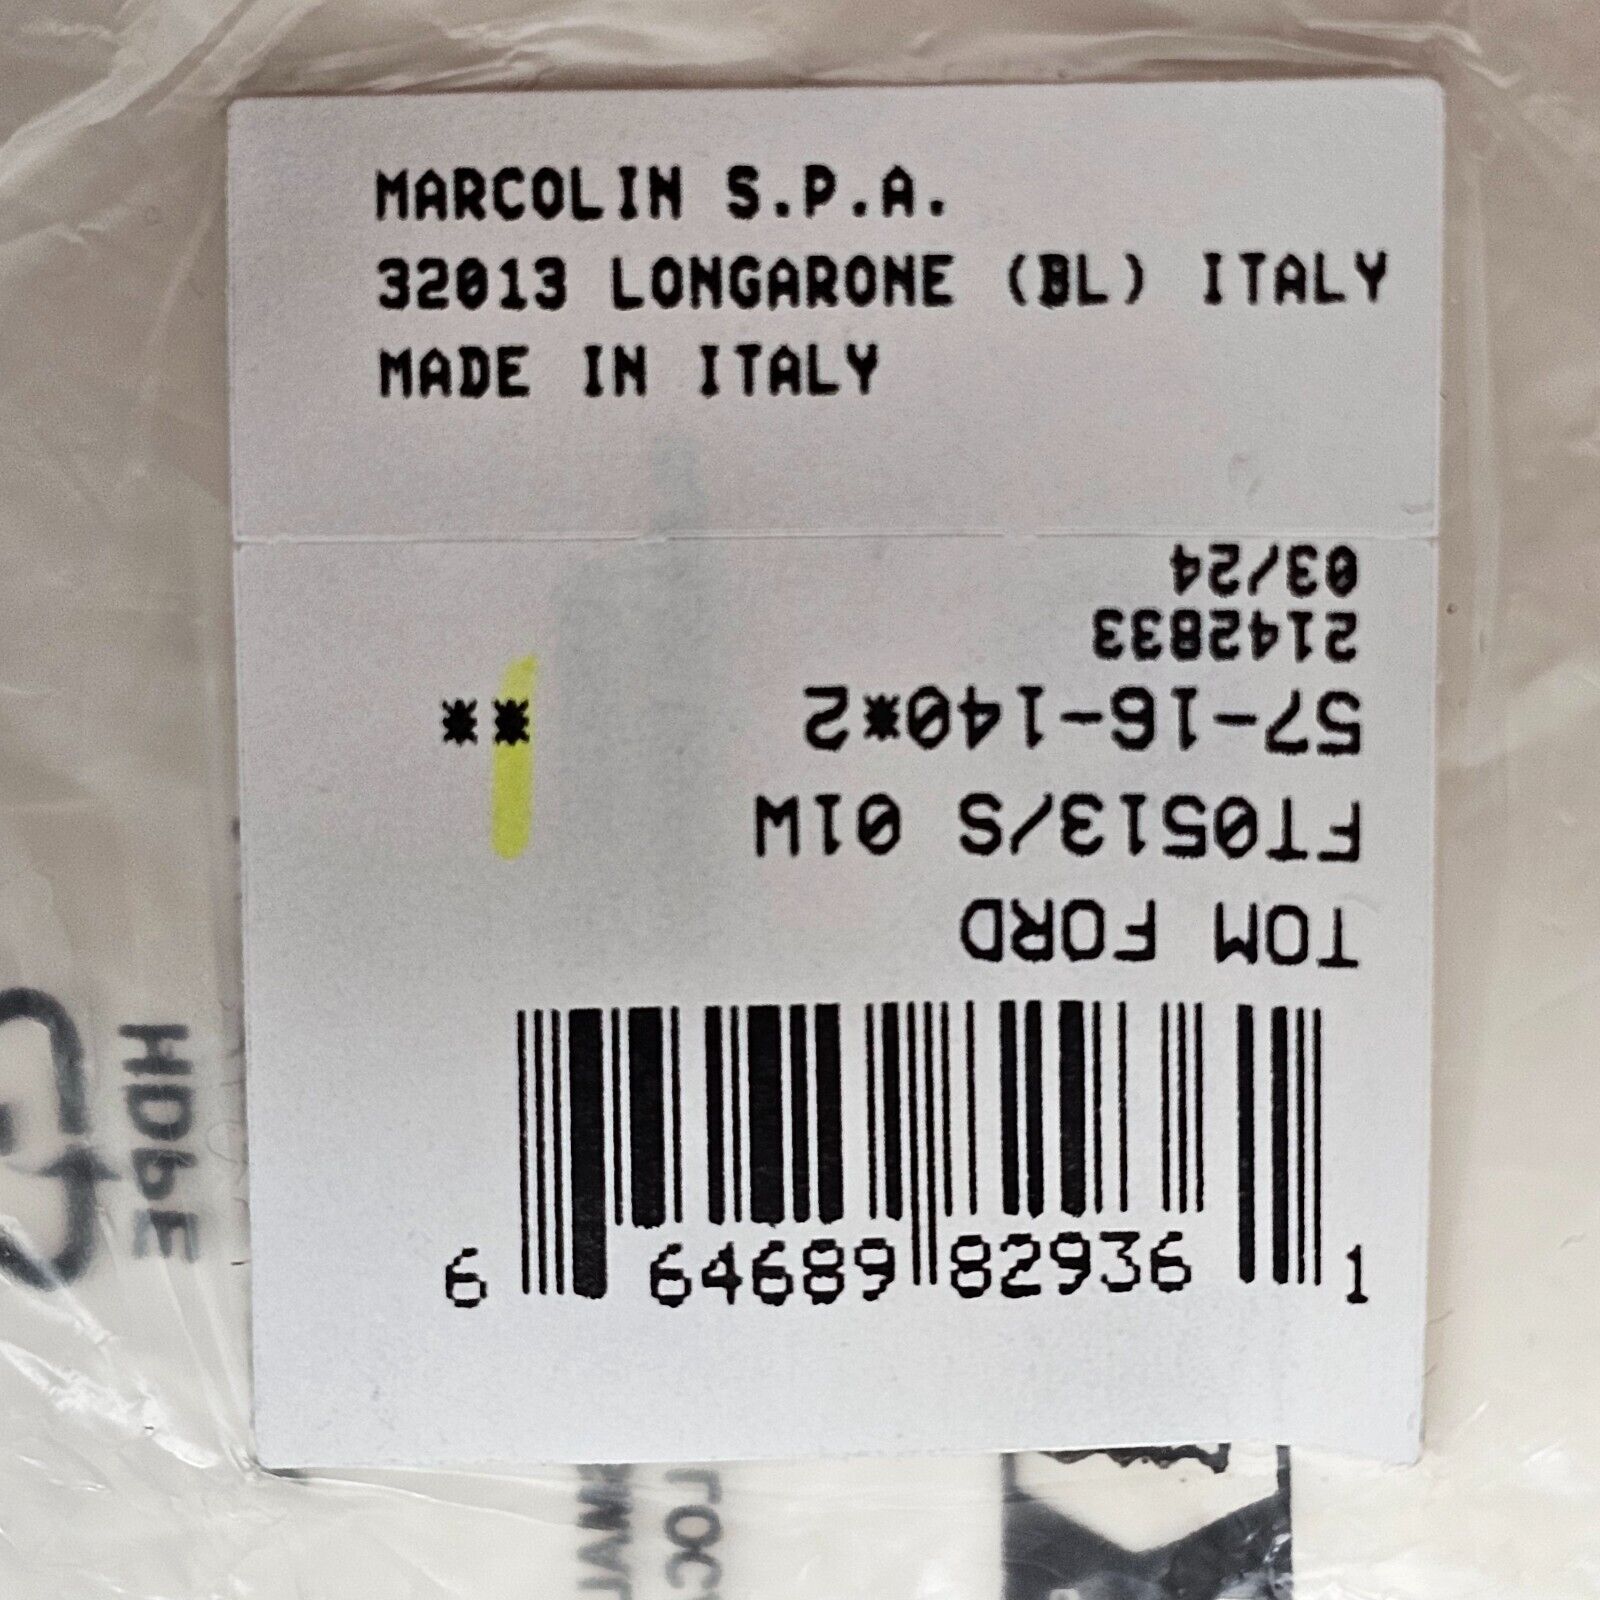 MARCOLIN S.P.A.
32013 LONGARONE (BL) ITALY
MADE IN ITALY
TOM FORD
FT0513/S 01W
57-16-140*2 **
2142833
03/24
6 64689 82936 1
HDPE